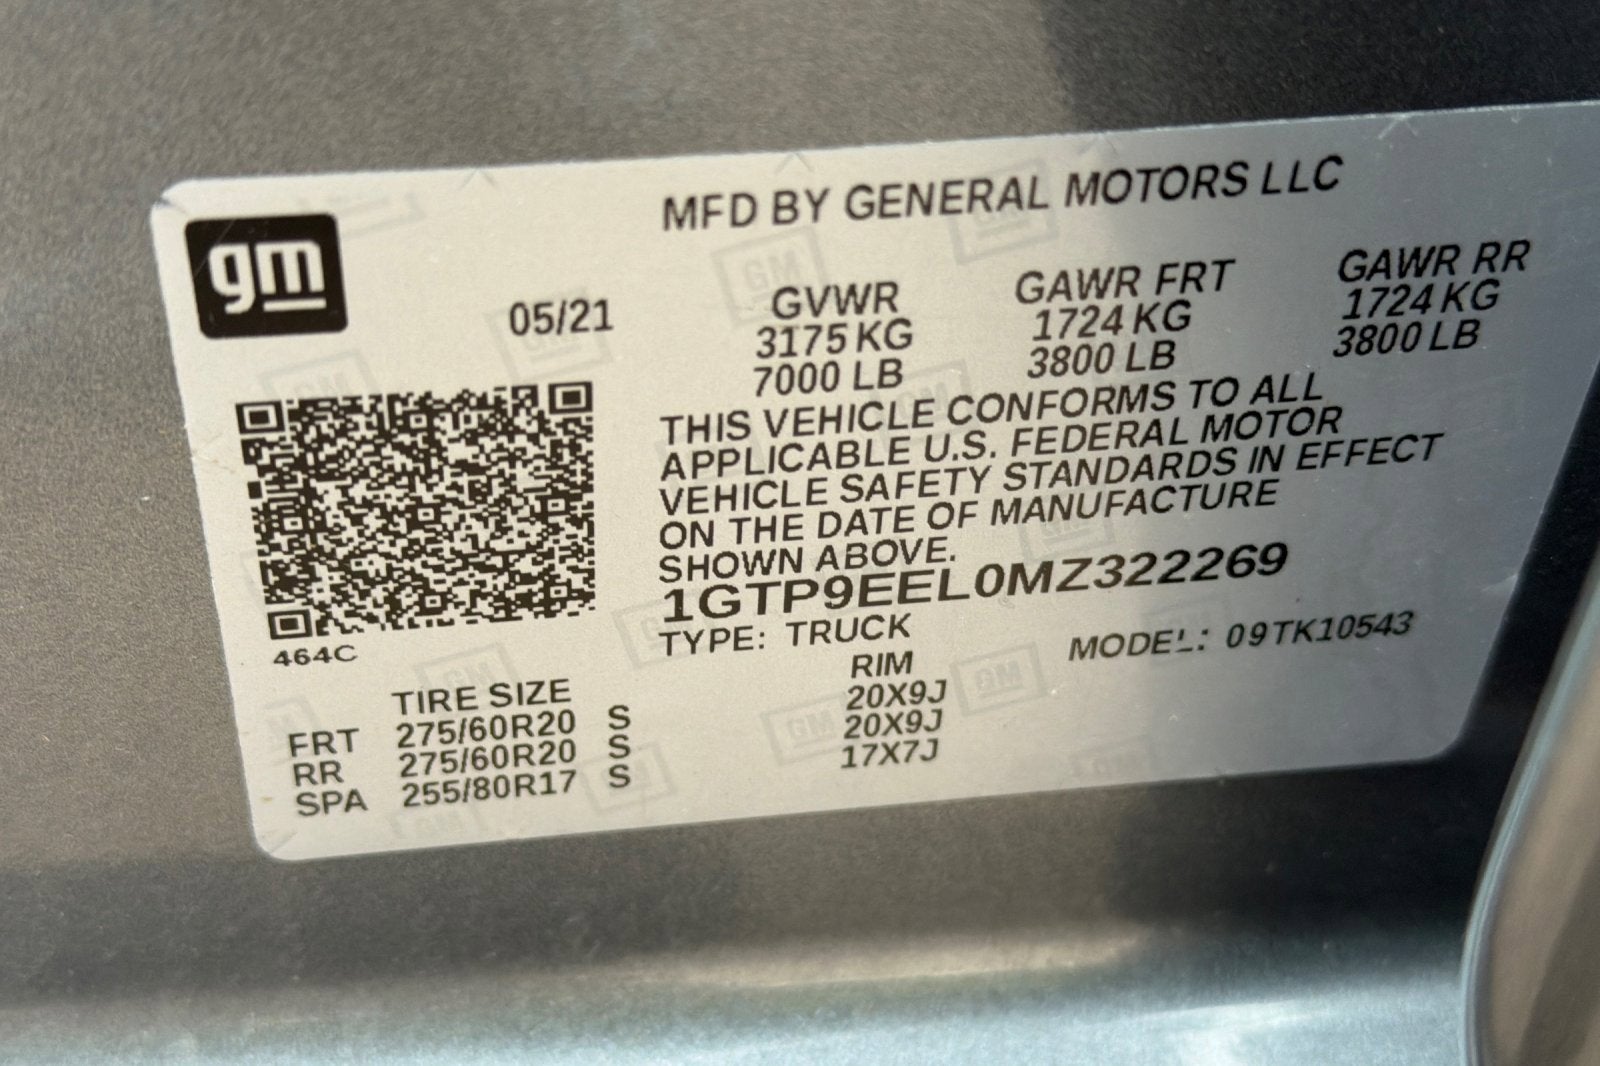 MFD BY GENERAL MOTORS LLC
gm
05/21
GVWR GAWR FRT GAWR RR
3175 KG 1724 KG 1724 KG
7000 LB 3800 LB 3800 LB
THIS VEHICLE CONFORMS TO ALL
APPLICABLE U.S. FEDERAL MOTOR
VEHICLE SAFETY STANDARDS IN EFFECT
ON THE DATE OF MANUFACTURE
SHOWN ABOVE.
1GTP9EEL0MZ322269
TYPE: TRUCK MODEL: 09TK10543
464C
TIRE SIZE RIM
FRT 275/60R20 S 20X9J
RR 275/60R20 S 20X9J
SPA 255/80R17 S 17X7J